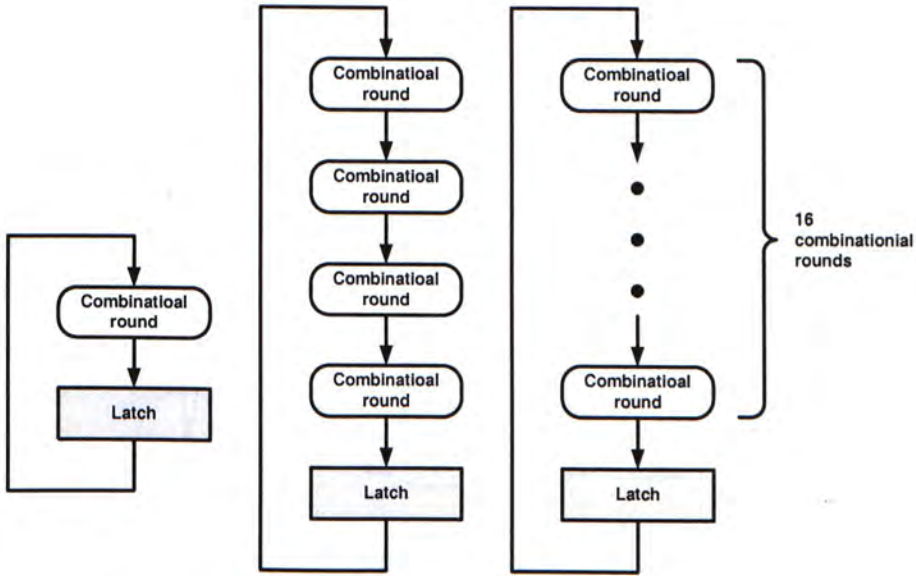 Combinatioal
round
Latch
Combinatioal
round
Combinatioal
round
Combinatioal
round
Combinatioal
round
Latch
Combinatioal
round
Combinatioal
round
Latch
16
combinationial
rounds